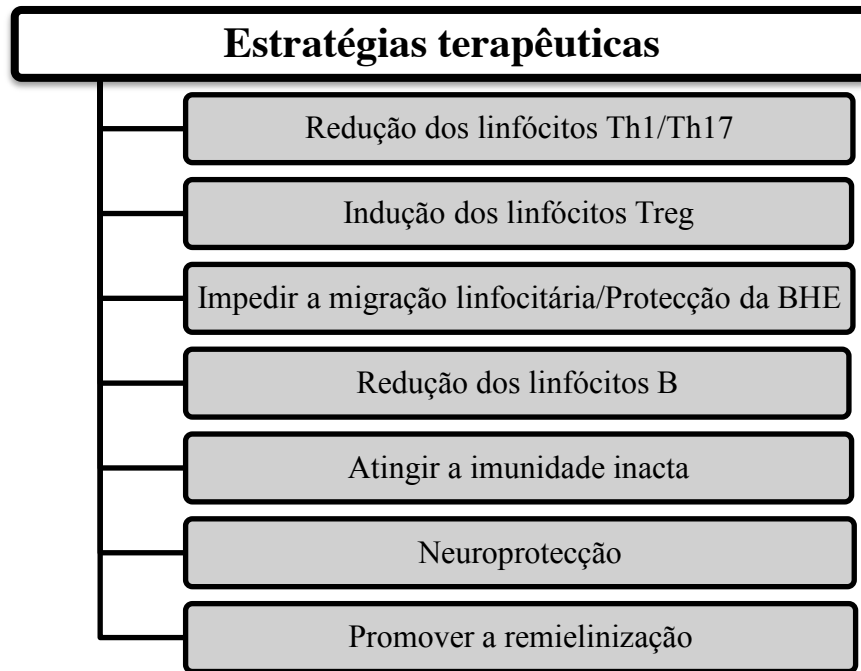 Estratégias terapêuticas
Redução dos linfócitos Th1/Th17
Indução dos linfócitos Treg
Impedir a migração linfocitária/Protecção da BHE
Redução dos linfócitos B
Atingir a imunidade inacta
Neuroprotecção
Promover a remielinização